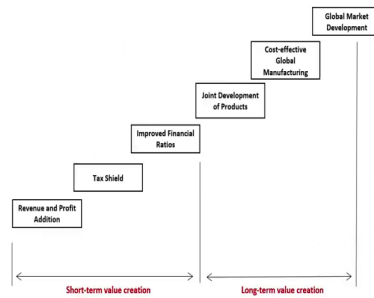 Global Market
Development
Cost-effective
Global
Manufacturing
Joint Development
of Products
Improved Financial
Ratios
Tax Shield
Revenue and Profit
Addition
Short-term value creation
Long-term value creation